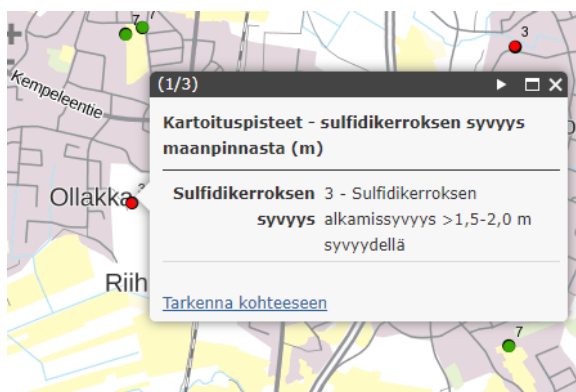 7
7
3
Kempeleentie
(1/3)
Kartoituspisteet - sulfidikerroksen syvyys
maanpinnasta (m)
Sulfidikerroksen 3 - Sulfidikerroksen
syvyys alkamissyvyys >1,5-2,0 m
syvyydellä
Ollakka
Riih
Tarkenna kohteeseen
7